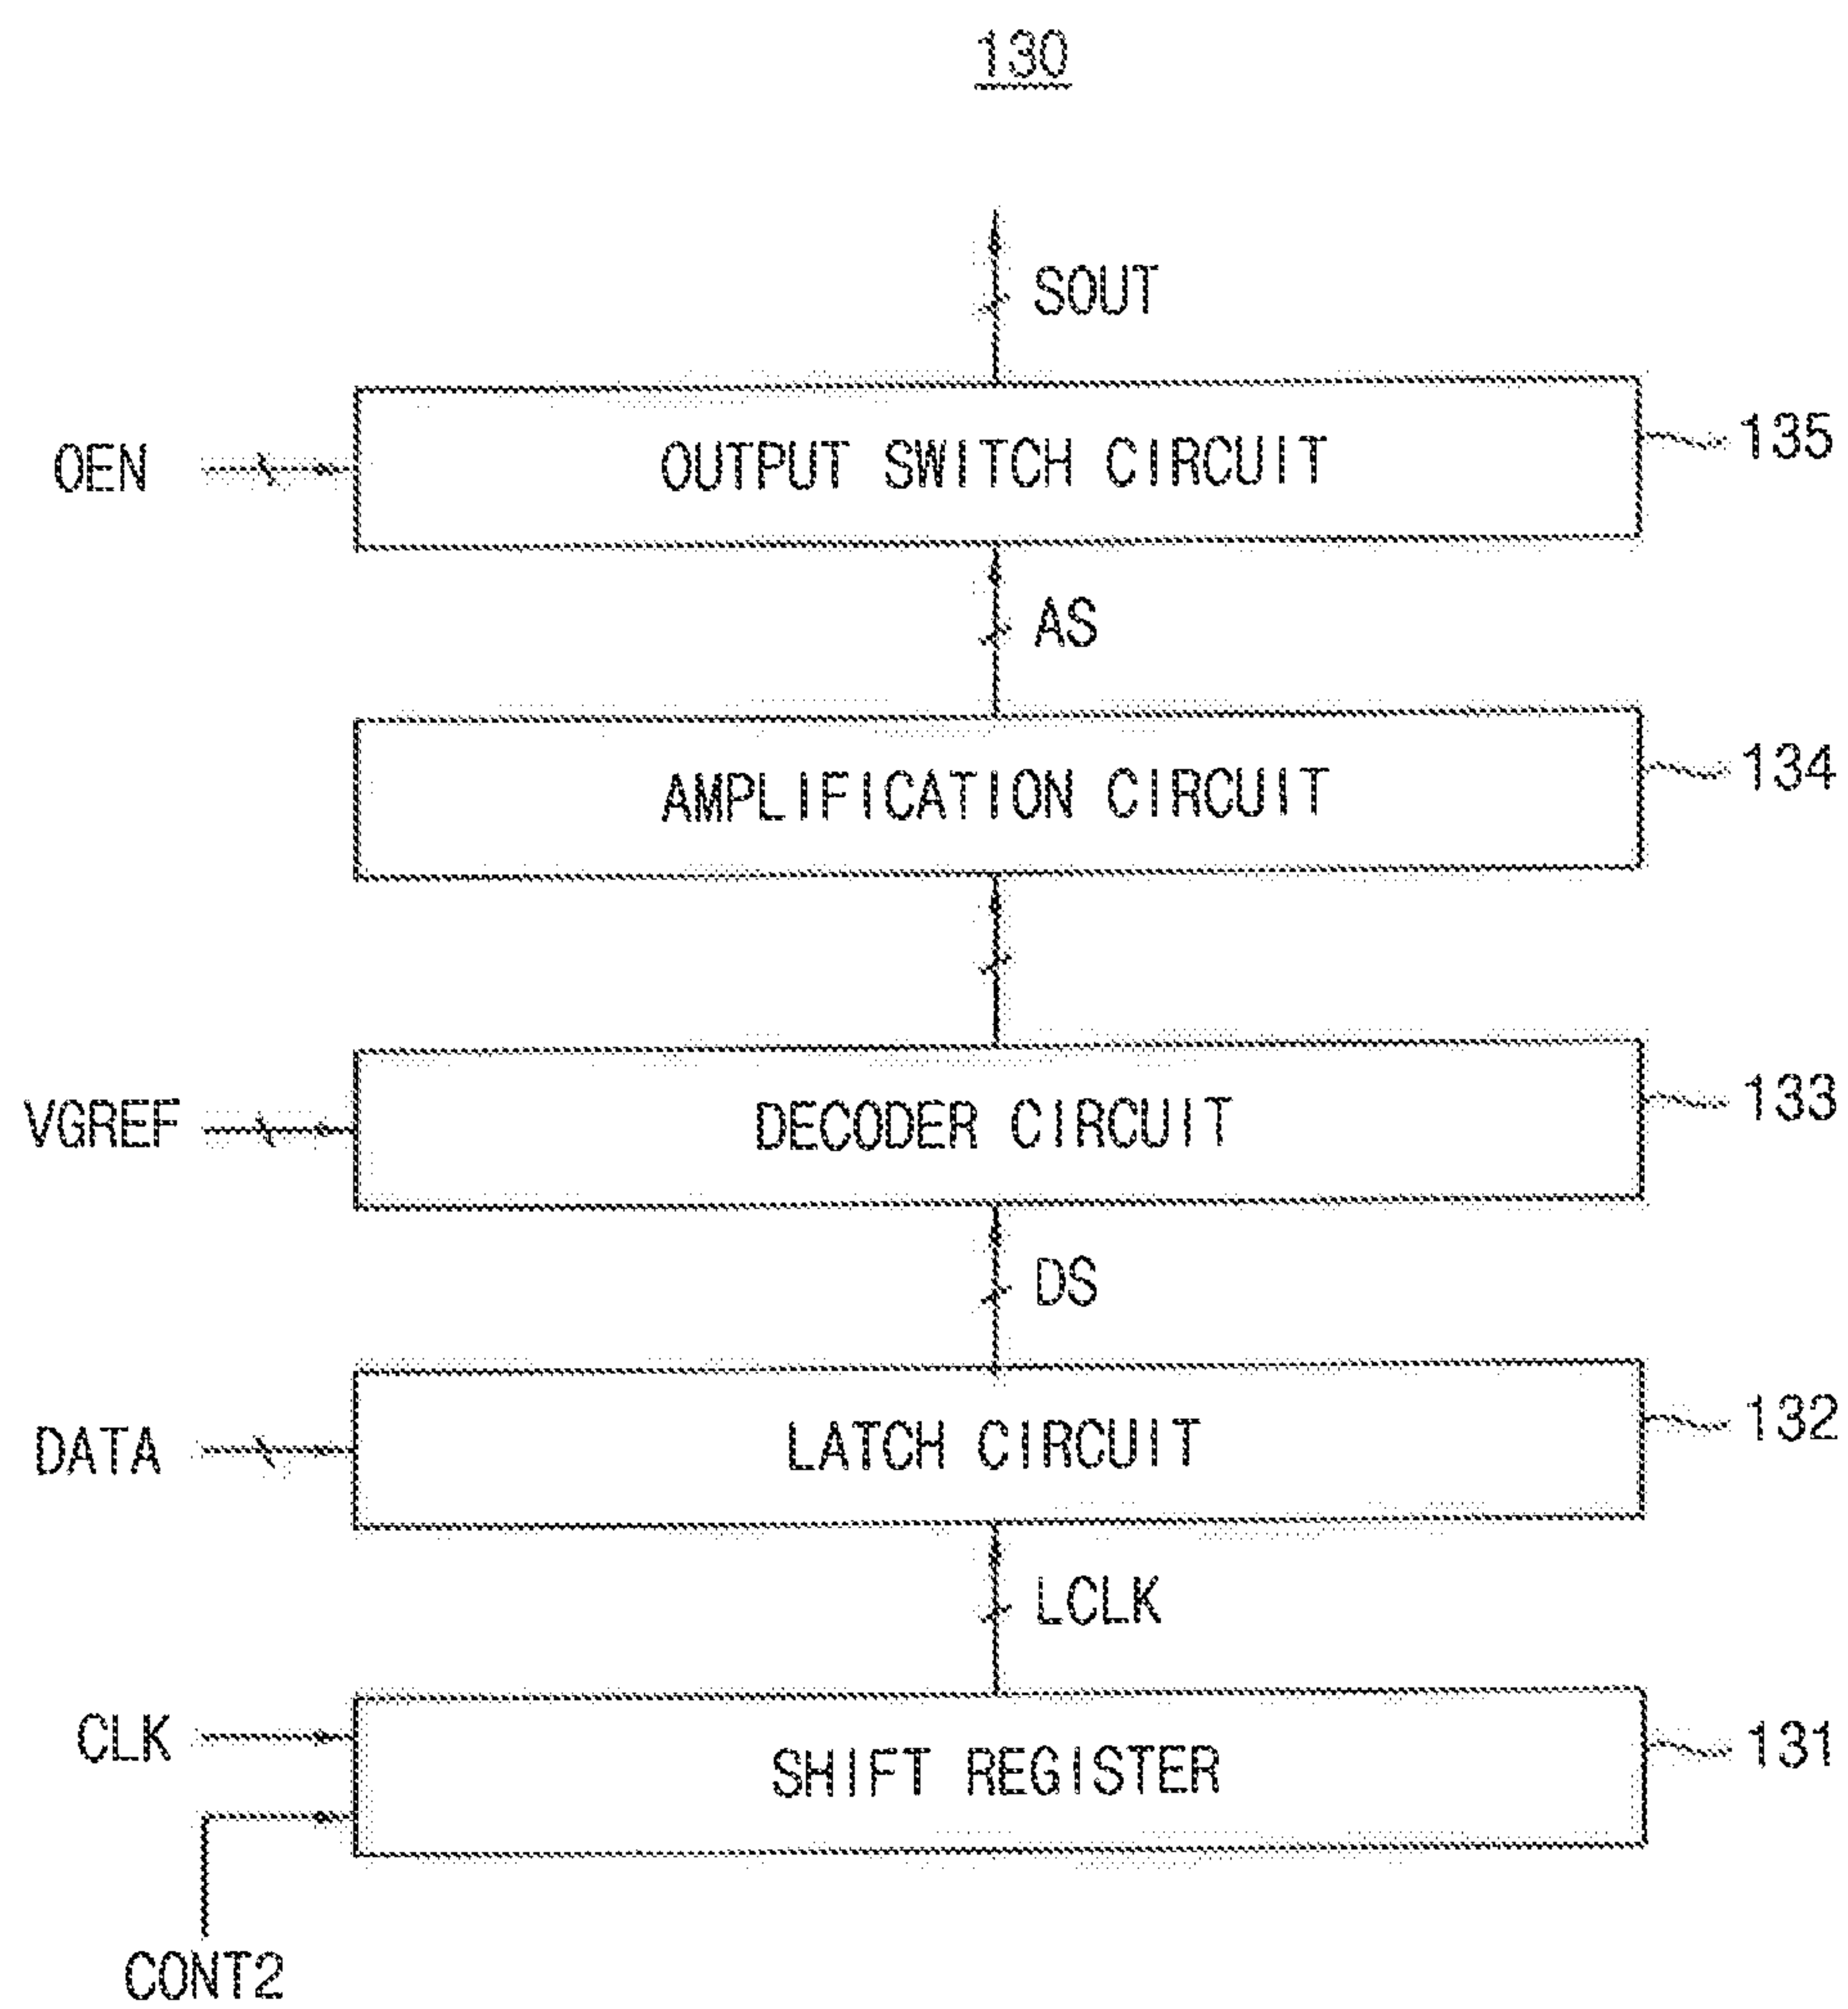 130
SOUT
OEN
OUTPUT SWITCH CIRCUIT
135
AS
AMPLIFICATION CIRCUIT
134
VGREF
DECODER CIRCUIT
133
DS
DATA
LATCH CIRCUIT
132
LCLK
CLK
SHIFT REGISTER
131
CONT2